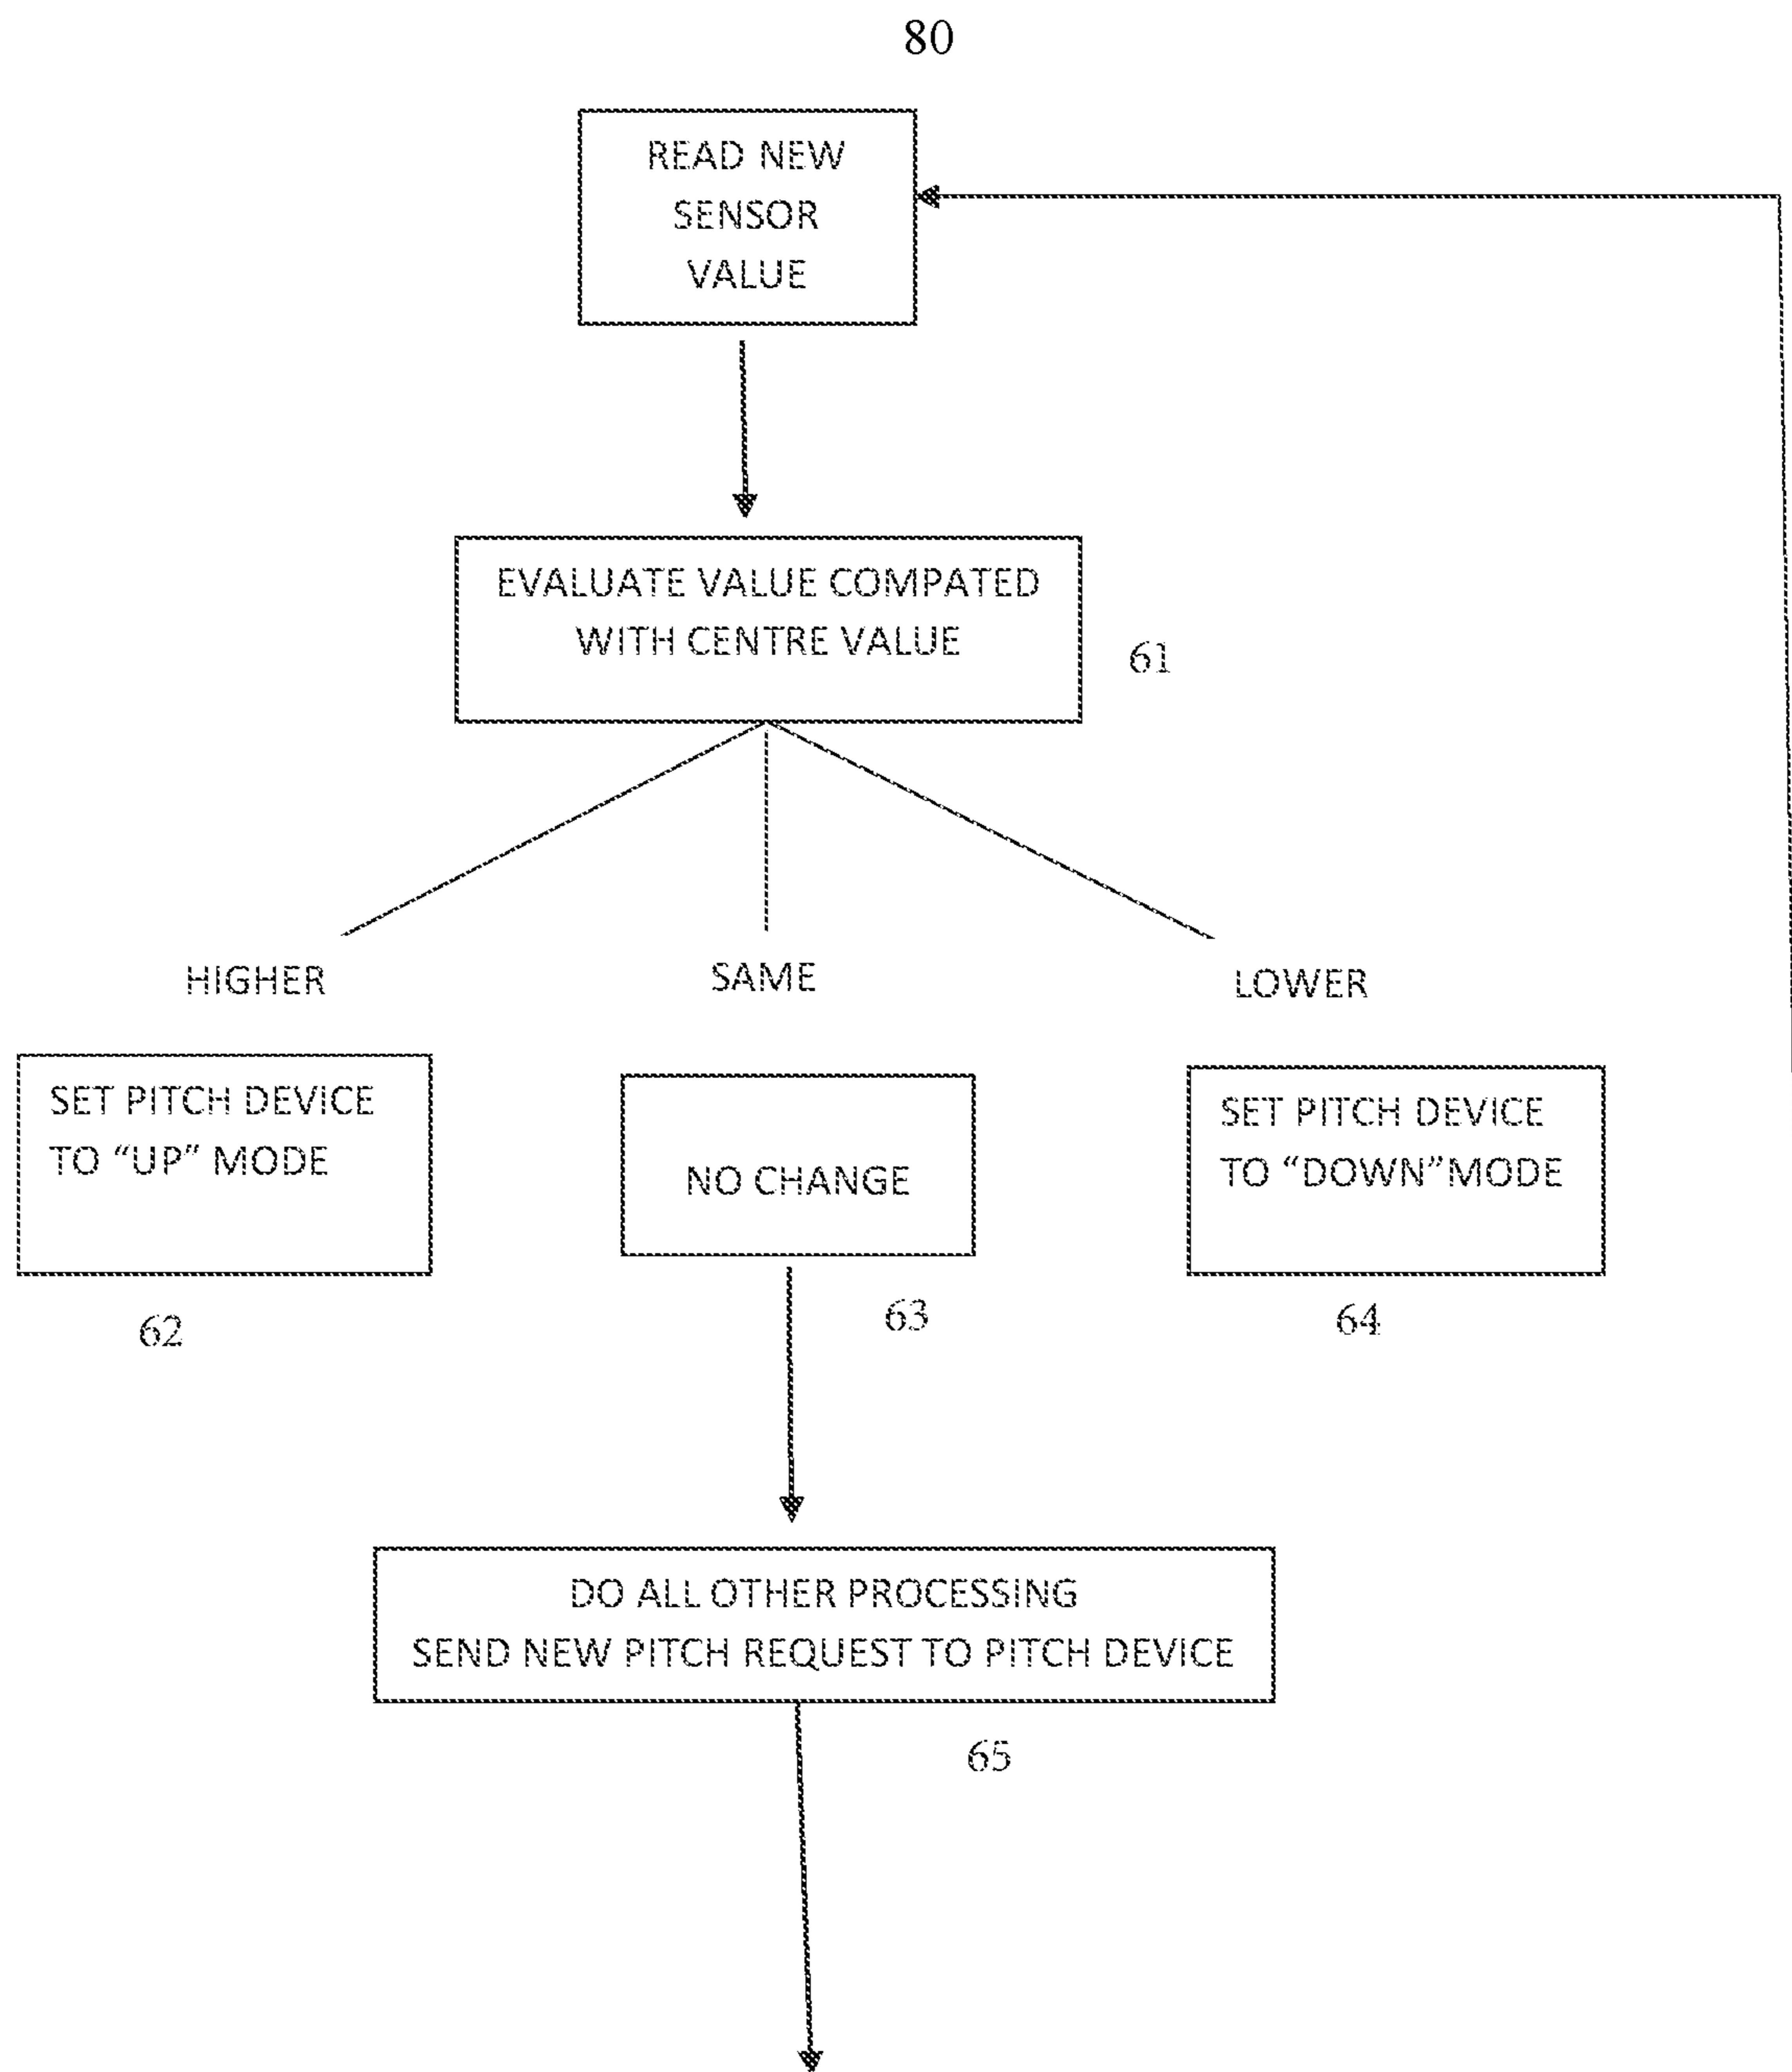 80
READ NEW
SENSOR
VALUE
EVALUATE VALUE COMPATED
WITH CENTRE VALUE
61
HIGHER
SAME
LOWER
SET PITCH DEVICE
TO “UP” MODE
NO CHANGE
SET PITCH DEVICE
TO “DOWN”MODE
62
63
64
DO ALL OTHER PROCESSING
SEND NEW PITCH REQUEST TO PITCH DEVICE
65